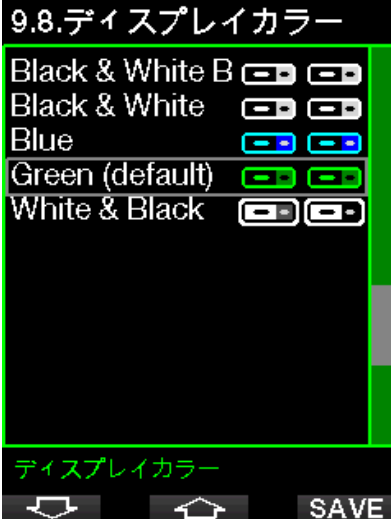 9.8.ディスプレイカラー
Black & White B
Black & White
Blue
Green (default)
White & Black
ディスプレイカラー
SAVE